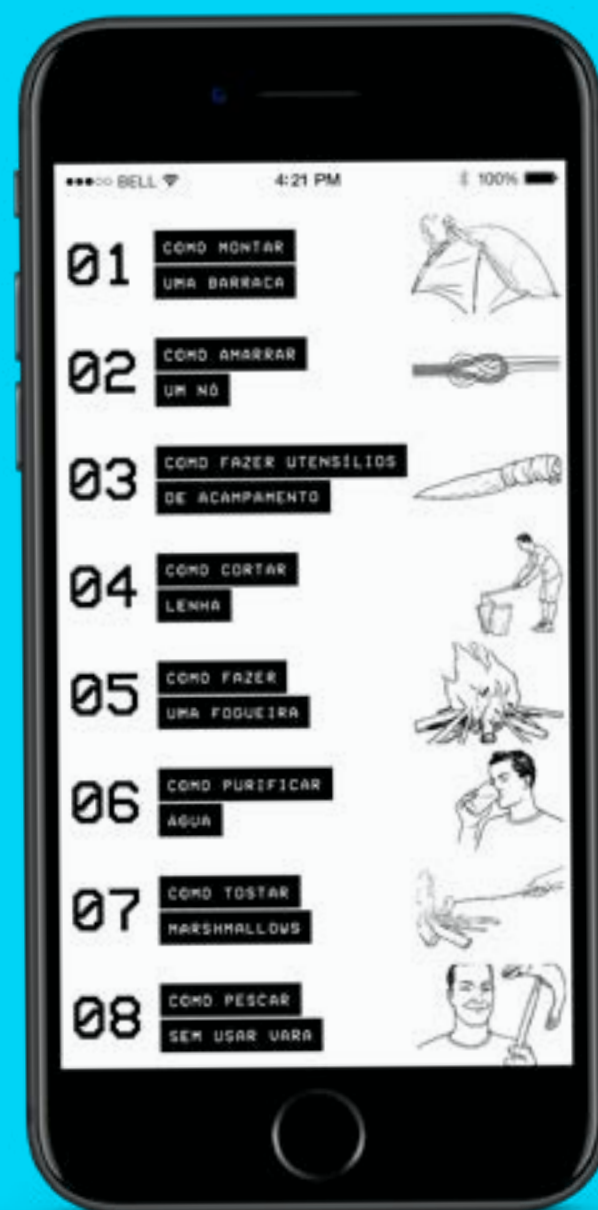 BELL 4:21 PM 100%
01 COMO MONTAR
UMA BARRACA
02 COMO AMARRAR
UM NÓ
03 COMO FAZER UTENSÍLIOS
DE ACAMPAMENTO
04 COMO CORTAR
LENHA
05 COMO FAZER
UMA FOGUEIRA
06 COMO PURIFICAR
ÁGUA
07 COMO TOSTAR
MARSHMALLOWS
08 COMO PESCAR
SEM USAR VARA